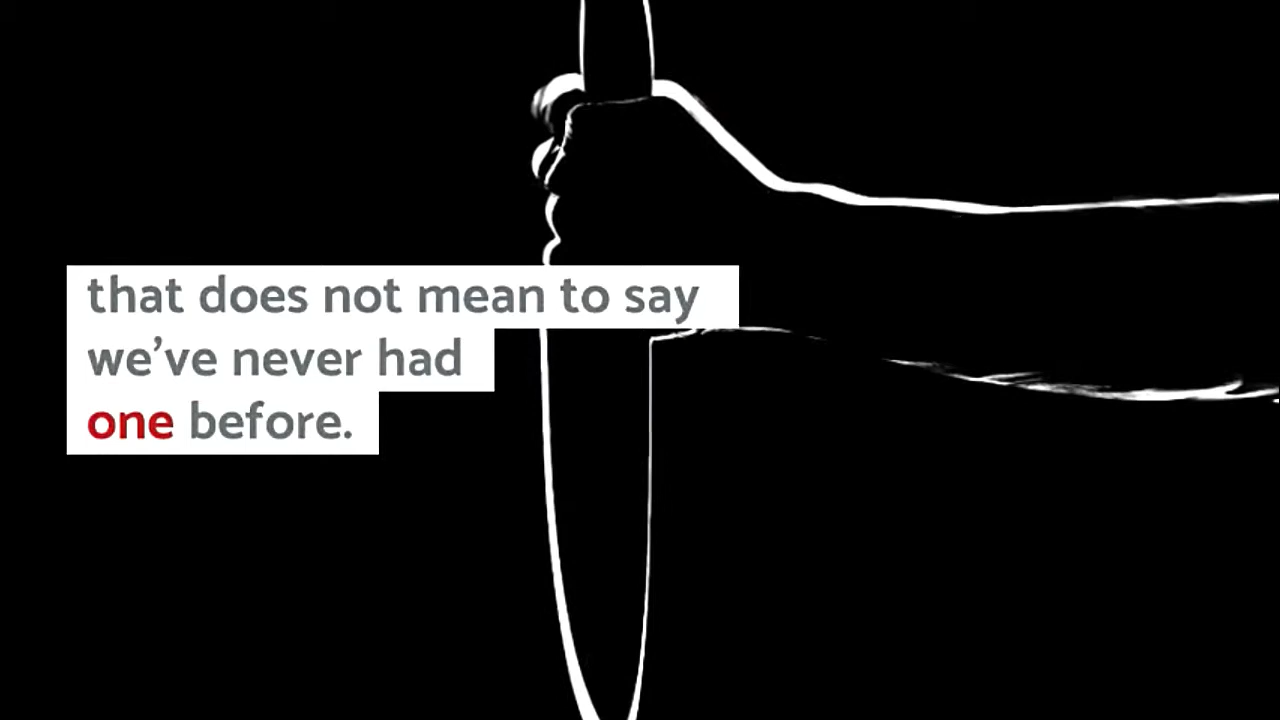 that does not mean to say
we’ve never had
one before.